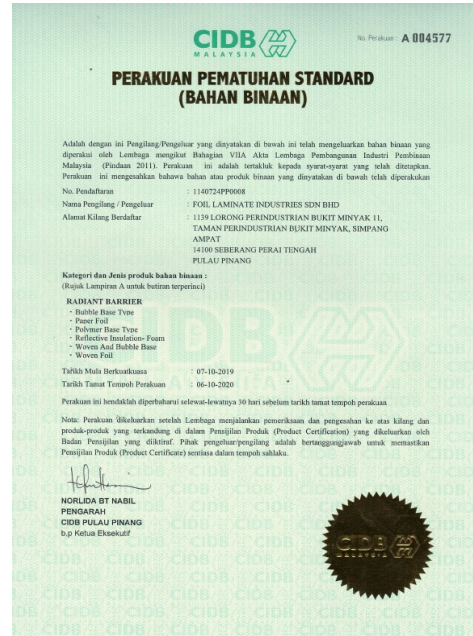 CIDB
MALAYSIA
No. Perakuan: A 004577
PERAKUAN PEMATUHAN STANDARD
(BAHAN BINAAN)
Adalah dengan ini Pengilang/Pengeluar yang dinyatakan di bawah ini telah mengeluarkan bahan binaan yang
diperakui oleh Lembaga mengikut Bahagian VIIA Akta Lembaga Pembangunan Industri Pembinaan
Malaysia (Pindaan 2011). Perakuan ini adalah tertakluk kepada syarat-syarat yang telah ditetapkan.
Perakuan ini mengesahkan bahawa bahan atau produk binaan yang dinyatakan di bawah telah diperakukan
No. Pendaftaran : 1140724PP0008
Nama Pengilang / Pengeluar : FOIL LAMINATE INDUSTRIES SDN BHD
Alamat Kilang Berdaftar : 1139 LORONG PERINDUSTRIAN BUKIT MINYAK 11,
TAMAN PERINDUSTRIAN BUKIT MINYAK, SIMPANG
AMPAT
14100 SEBERANG PERAI TENGAH
PULAU PINANG
Kategori dan Jenis produk bahan binaan :
(Rujuk Lampiran A untuk butiran terperinci)
RADIANT BARRIER
- Bubble Base Type
- Paper Foil
- Polymer Base Type
- Reflective Insulation- Foam
- Woven And Bubble Base
- Woven Foil
Tarikh Mula Berkuatkuasa : 07-10-2019
Tarikh Tamat Tempoh Perakuan : 06-10-2020
Perakuan ini hendaklah diperbaharui selewat-lewatnya 30 hari sebelum tarikh tamat tempoh perakuan
Nota: Perakuan dikeluarkan setelah Lembaga menjalankan pemeriksaan dan pengesahan ke atas kilang dan
produk-produk yang terkandung di dalam Pensijilan Produk (Product Certification) yang dikeluarkan oleh
Badan Pensijilan yang diiktiraf. Pihak pengeluar/pengilang adalah bertanggungjawab untuk memastikan
Pensijilan Produk (Product Certificate) sentiasa dalam tempoh sahlaku.
NORLIDA BT NABIL
PENGARAH
CIDB PULAU PINANG
b.p Ketua Eksekutif
CIDB
MALAYSIA